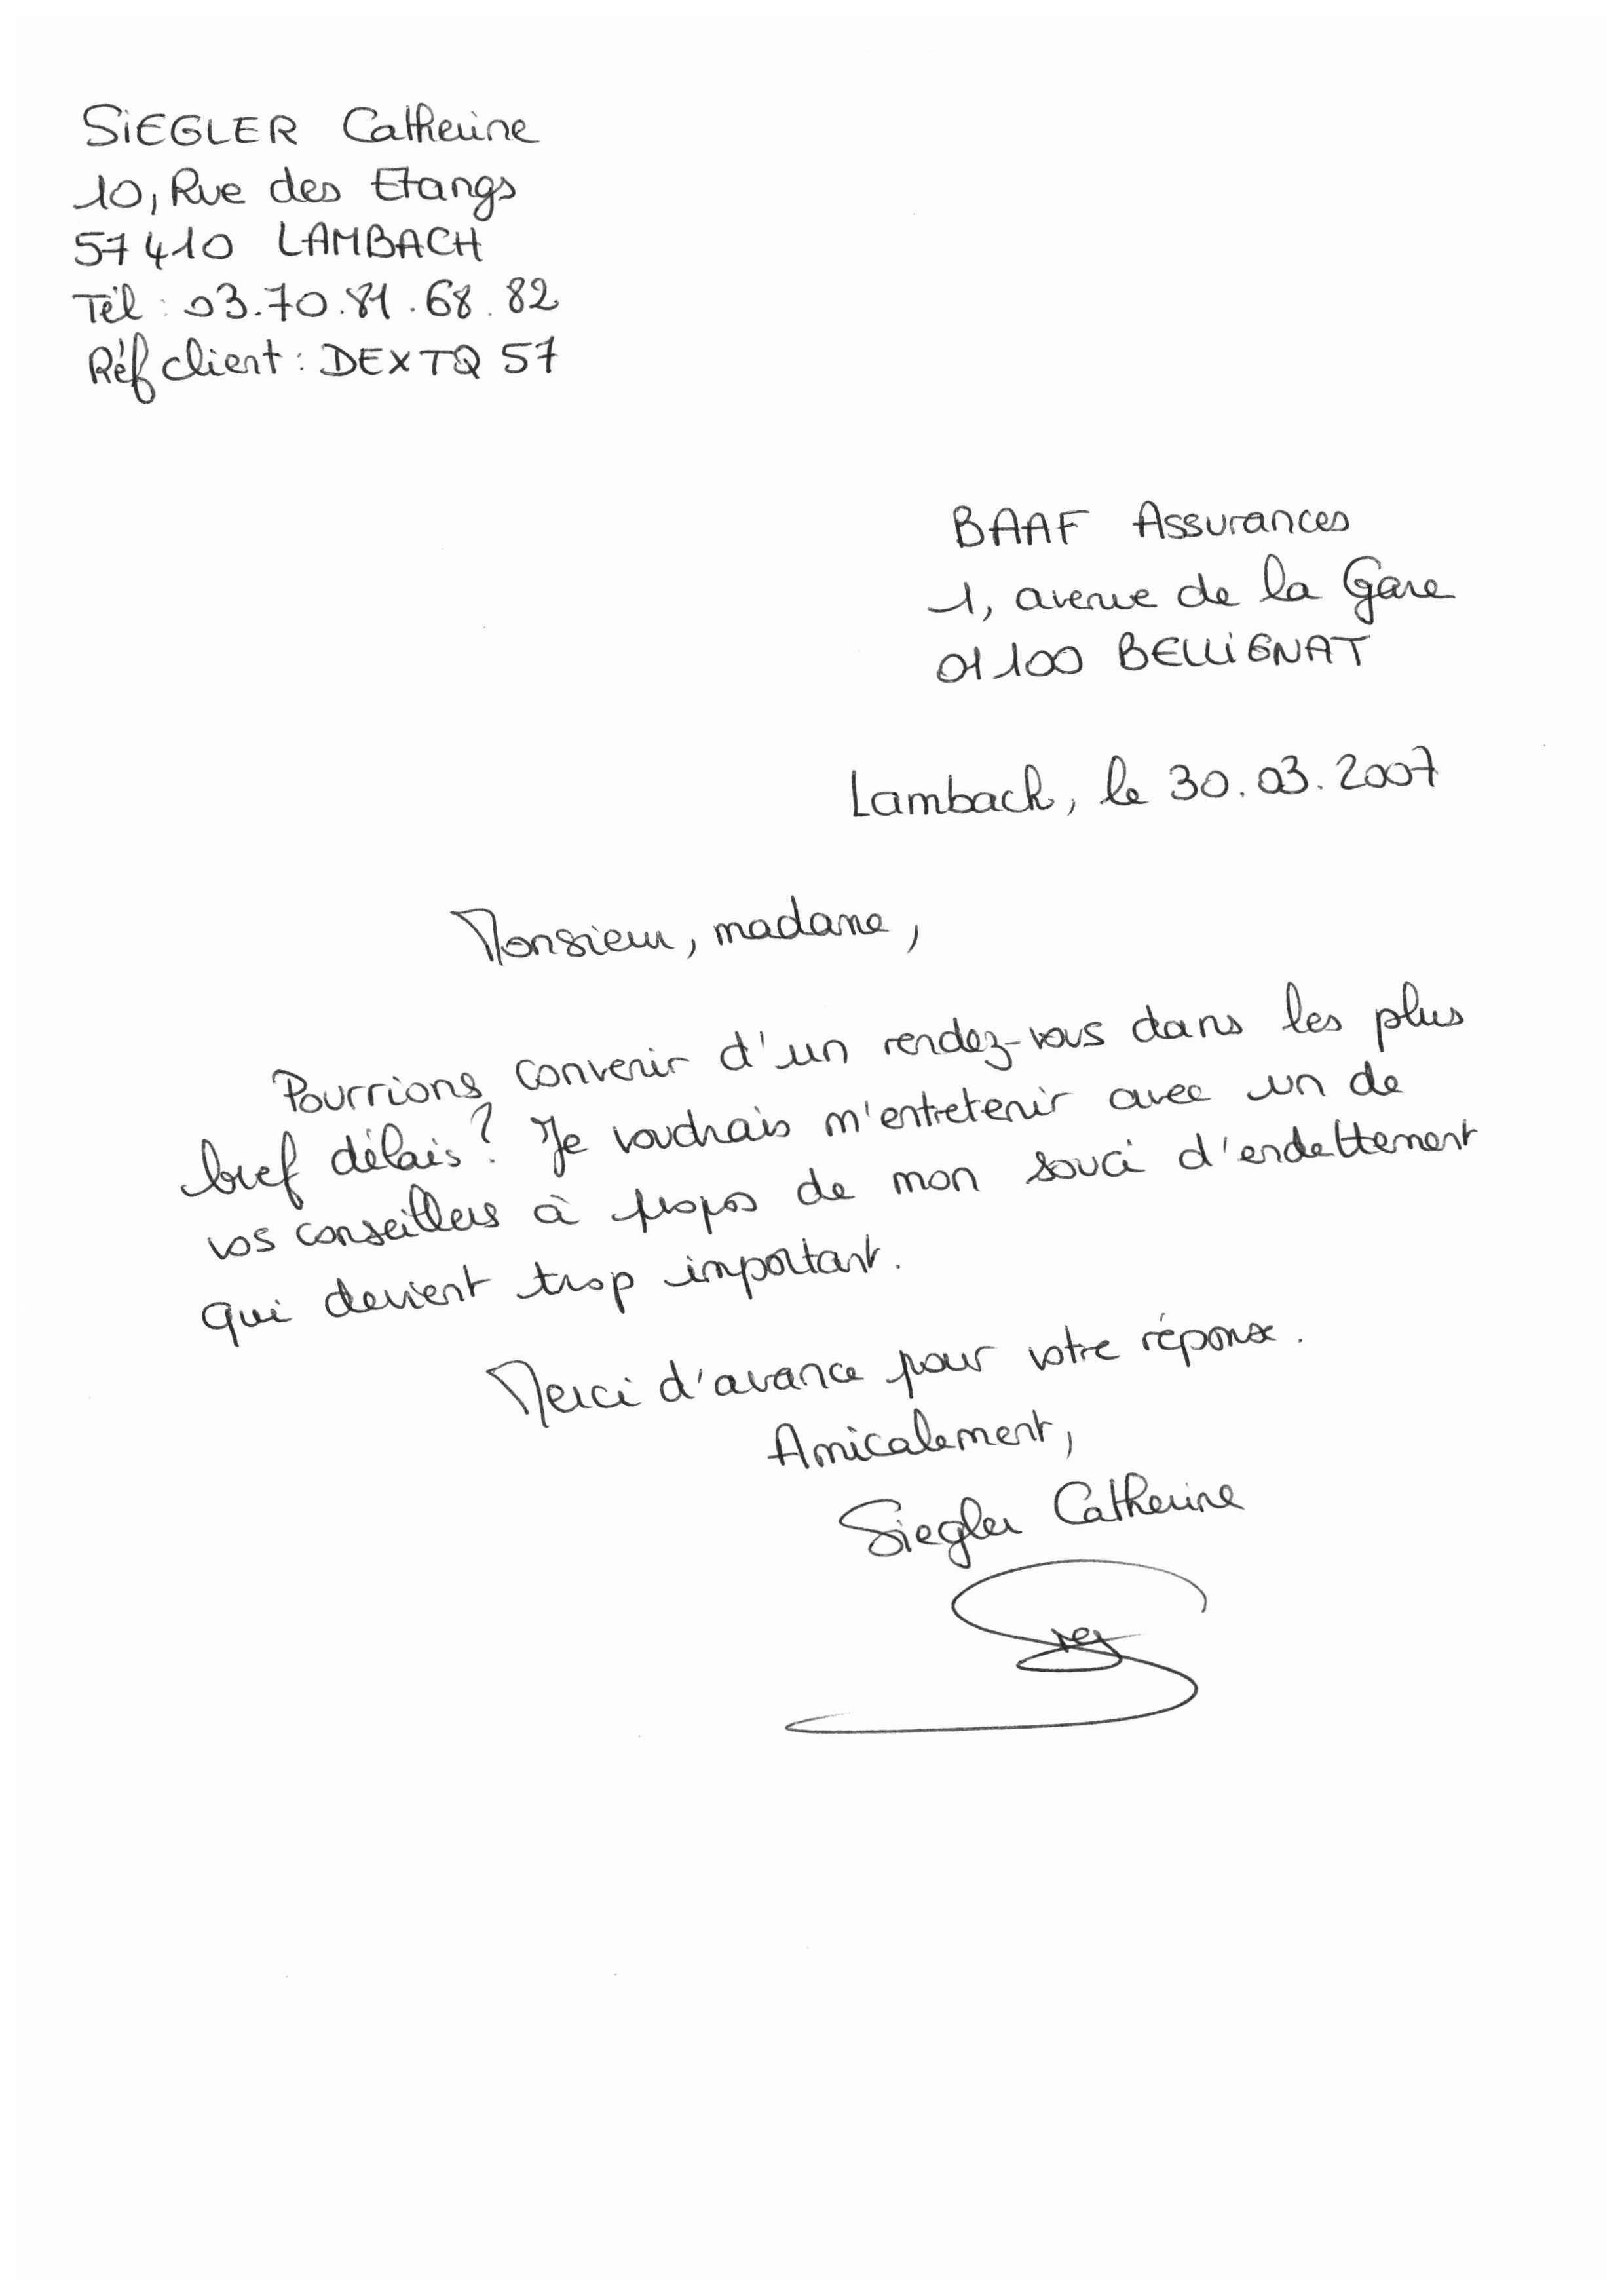 SIEGLER Catherine
10, Rue des Etangs
57410 LAMBACH
Tél : 03.70.81.68.82
Réf client : DEXTQ 57
BAAF Assurances
1, avenue de la Gare
01100 BELLIGNAT
Lambach, le 30.03.2007
Monsieur, madame,
Pourrions convenir d'un rendez-vous dans les plus
bref délais ? Je voudrais m'entretenir avec un de
vos conseillers à propos de mon souci d'endettement
qui devient trop important.
Merci d'avance pour votre réponse.
Amicalement,
Siegler Catherine